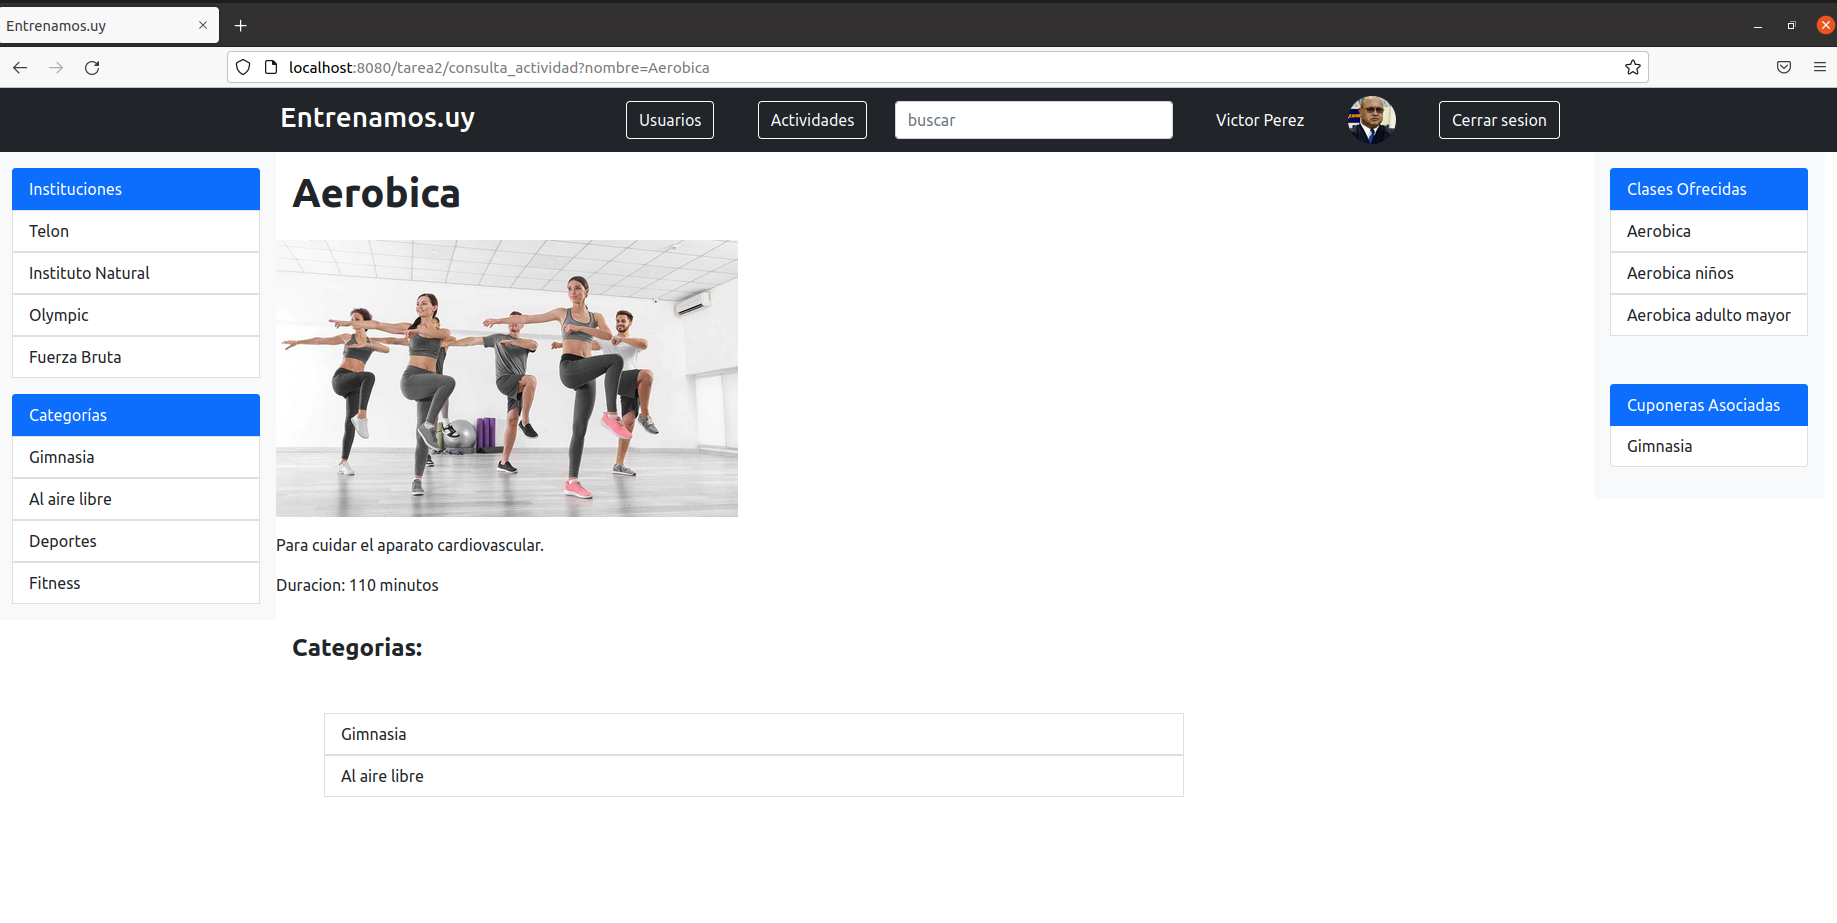 Entrenamos.uy
localhost:8080/tarea2/consulta_actividad?nombre=Aerobica
Entrenamos.uy
Usuarios
Actividades
buscar
Victor Perez
Cerrar sesion
Instituciones
Telon
Instituto Natural
Olympic
Fuerza Bruta
Categorías
Gimnasia
Al aire libre
Deportes
Fitness
Aerobica
Para cuidar el aparato cardiovascular.
Duracion: 110 minutos
Categorias:
Gimnasia
Al aire libre
Clases Ofrecidas
Aerobica
Aerobica niños
Aerobica adulto mayor
Cuponeras Asociadas
Gimnasia